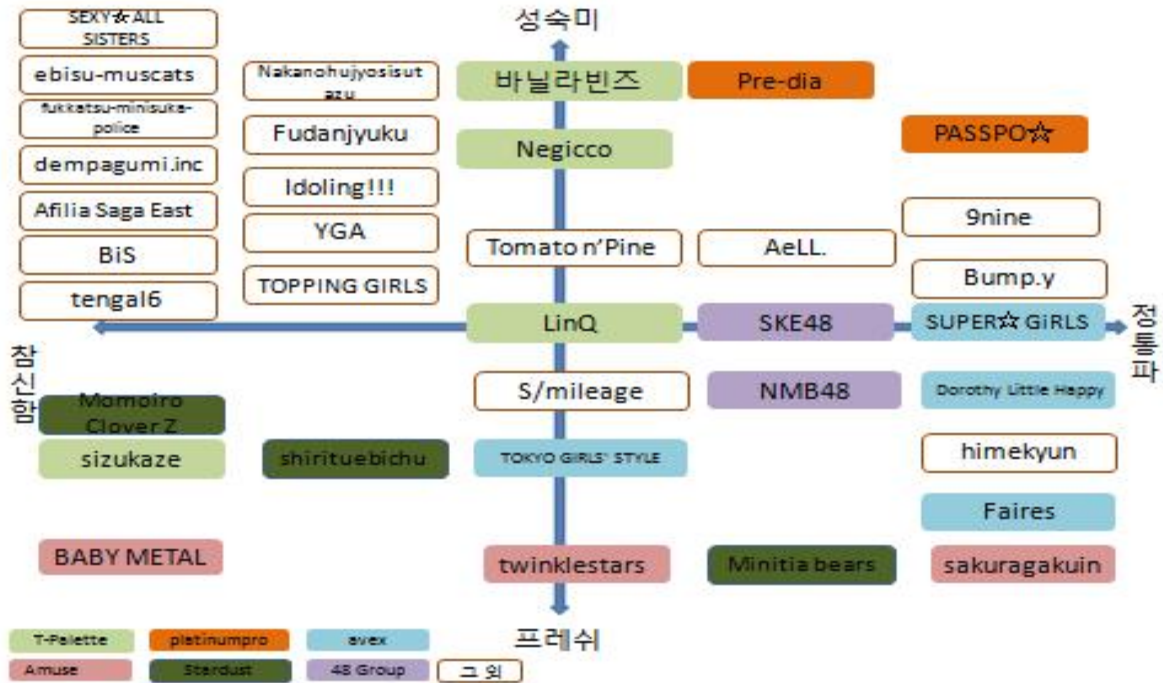 성숙미
SEXY☆ALL
SISTERS
ebisu-muscats
fukkatsu-minisuka-
police
dempagumi.inc
Afilia Saga East
BiS
tengal6
Nakanohujyosisut
azu
Fudanjyuku
Idoling!!!
YGA
TOPPING GIRLS
바닐라빈즈
Negicco
Tomato n'Pine
LinQ
Pre-dia
AeLL.
SKE48
PASSPO☆
9nine
Bump.y
SUPER☆ GiRLS
정통파
참신함
Momoiro
Clover Z
sizukaze
BABY METAL
shirituebichu
S/mileage
TOKYO GIRLS' STYLE
twinklestars
NMB48
Minitia bears
Dorothy Little Happy
himekyun
Faires
sakuragakuin
프레쉬
T-Palette
platinumpro
avex
Amuse
Stardust
48 Group
그 외